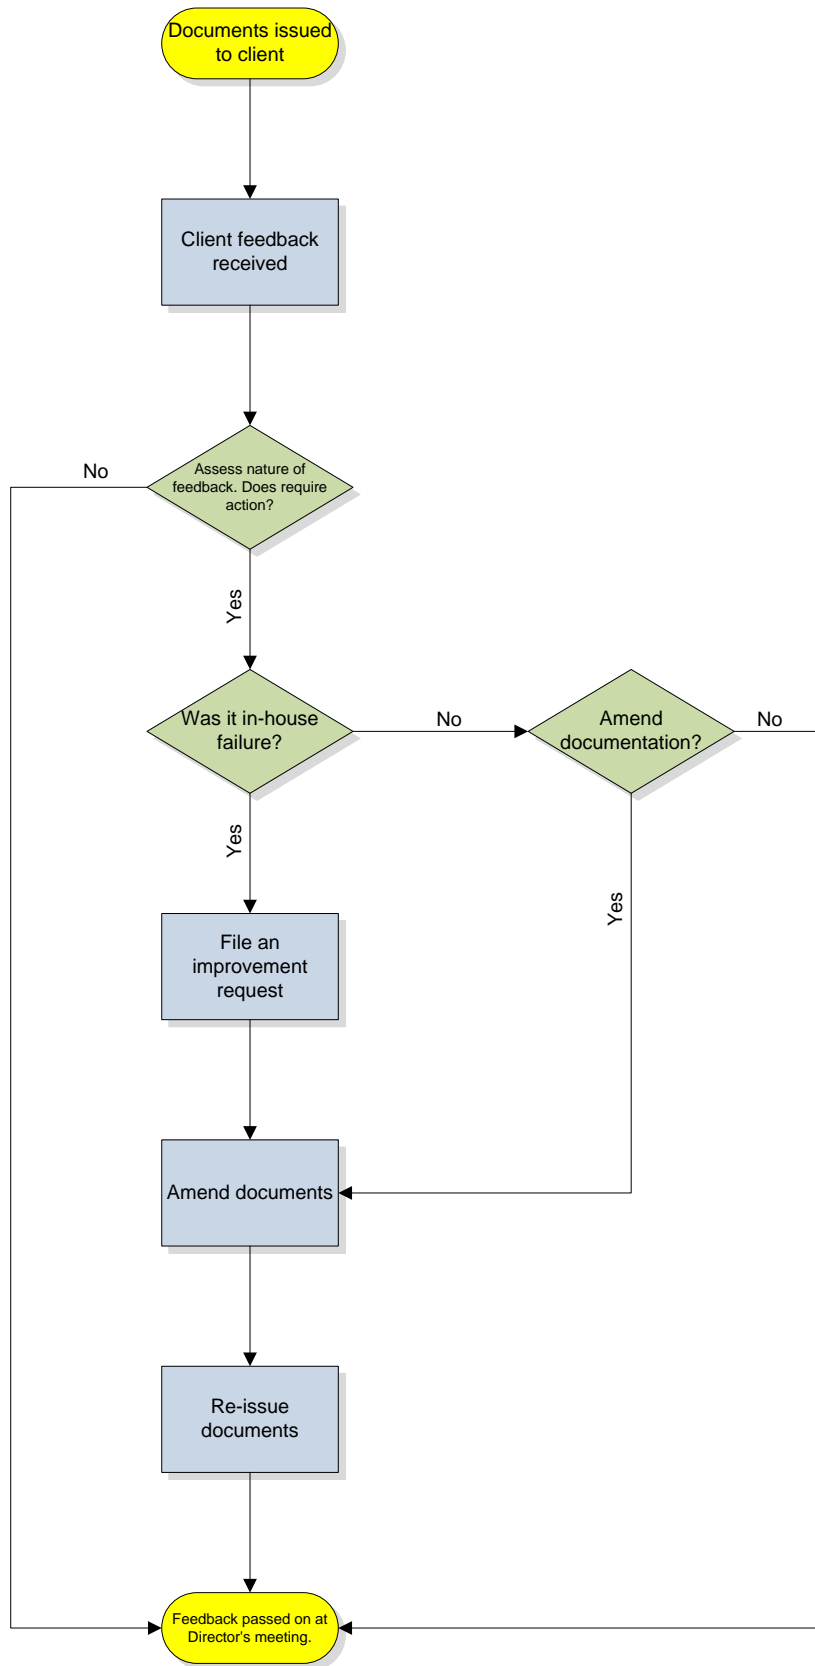 Documents issued
to client
Client feedback
received
No
Assess nature of
feedback. Does require
action?
Yes
Was it in-house
failure?
No
Amend
documentation?
No
Yes
Yes
File an
improvement
request
Amend documents
Re-issue
documents
Feedback passed on at
Director's meeting.